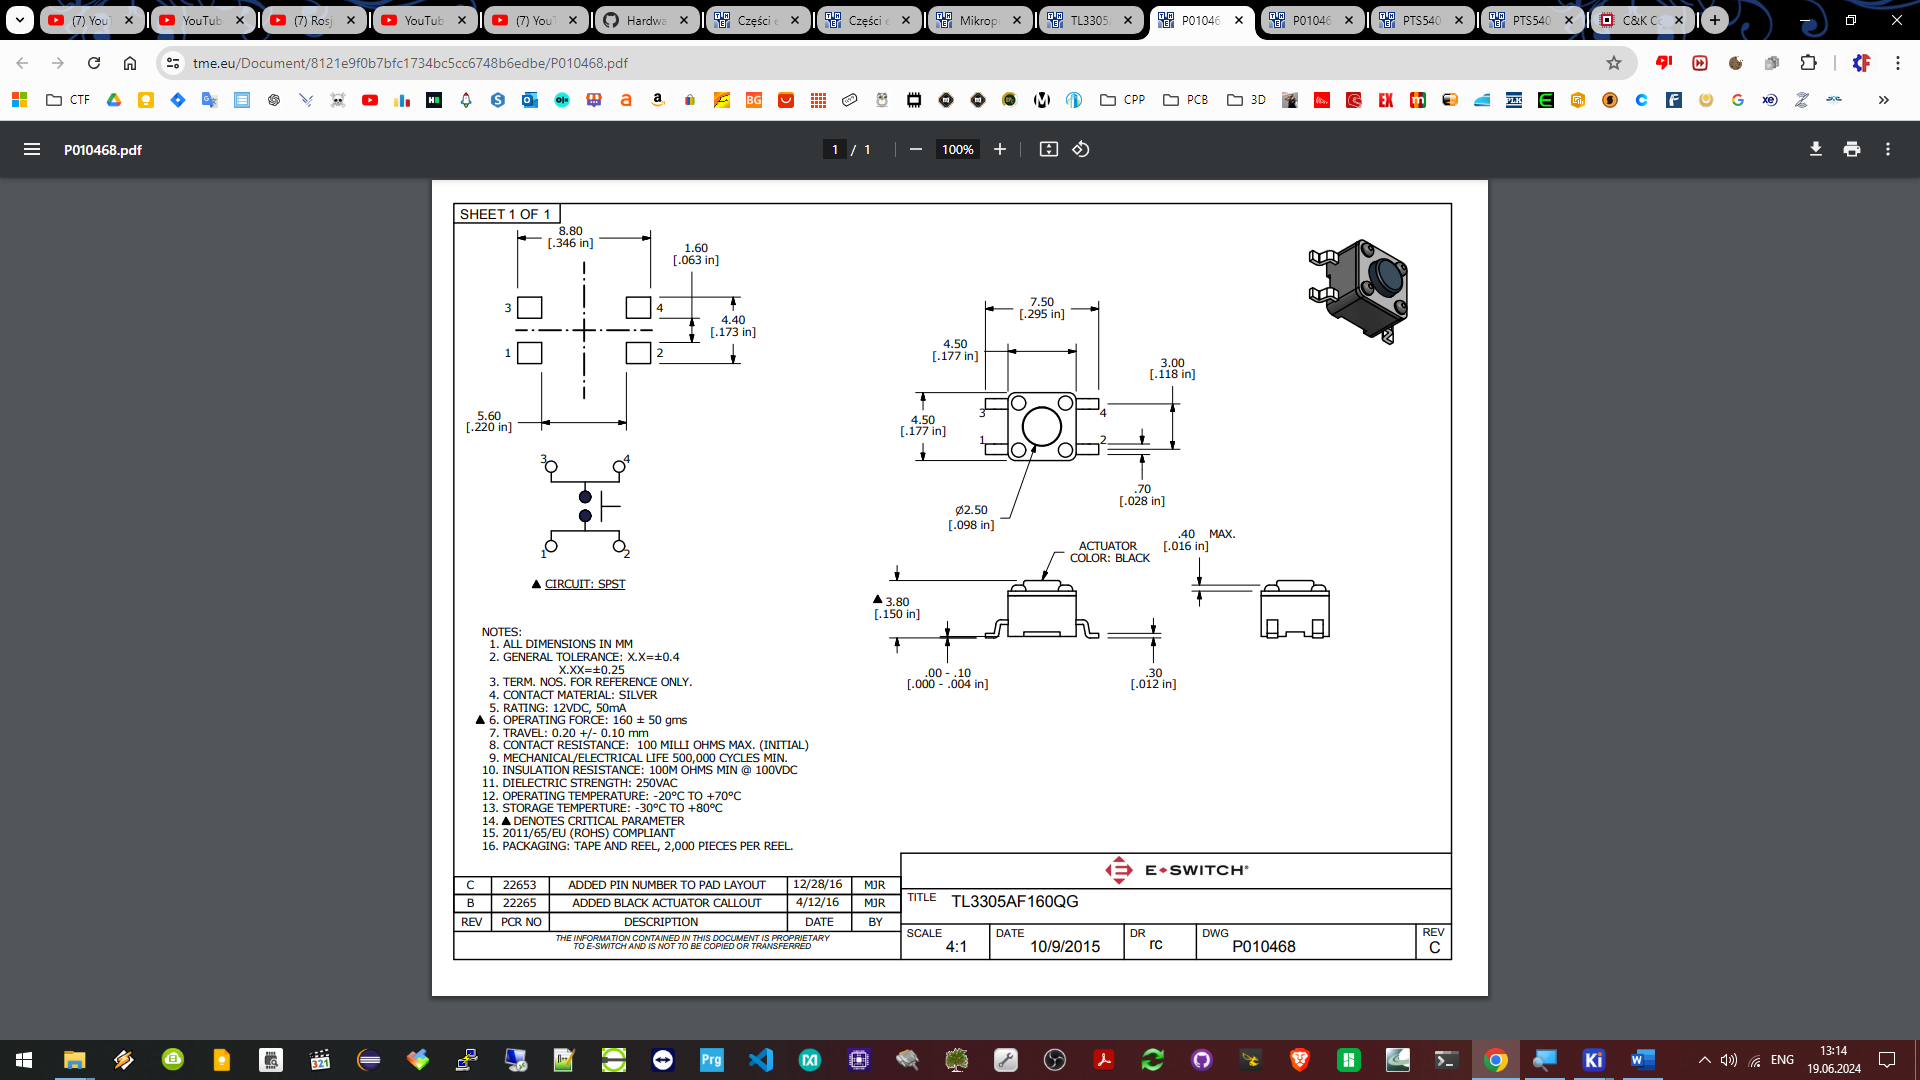 (7) YouT
YouTub
(7) Rosj
YouTub
(7) YouT
Hardwa
Części e
Części e
Mikropr
TL3305A
P01046
P01046
PTS540
PTS540
C&K C
tme.eu/Document/8121e9f0b7bfc1734bc5cc6748b6edbe/P010468.pdf
CTF
CPP
PCB
3D
P010468.pdf
1 / 1
100%
SHEET 1 OF 1
8.80
[.346 in]
1.60
[.063 in]
3
4
4.40
[.173 in]
1
2
5.60
[.220 in]
3
4
1
2
CIRCUIT: SPST
7.50
[.295 in]
4.50
[.177 in]
3.00
[.118 in]
3
4
4.50
[.177 in]
1
2
.70
[.028 in]
Ø2.50
[.098 in]
ACTUATOR
COLOR: BLACK
.40 MAX.
[.016 in]
3.80
[.150 in]
.00 - .10
[.000 - .004 in]
.30
[.012 in]
NOTES:
1. ALL DIMENSIONS IN MM
2. GENERAL TOLERANCE: X.X=±0.4
X.XX=±0.25
3. TERM. NOS. FOR REFERENCE ONLY.
4. CONTACT MATERIAL: SILVER
5. RATING: 12VDC, 50mA
▲ 6. OPERATING FORCE: 160 ± 50 gms
7. TRAVEL: 0.20 +/- 0.10 mm
8. CONTACT RESISTANCE: 100 MILLI OHMS MAX. (INITIAL)
9. MECHANICAL/ELECTRICAL LIFE 500,000 CYCLES MIN.
10. INSULATION RESISTANCE: 100M OHMS MIN @ 100VDC
11. DIELECTRIC STRENGTH: 250VAC
12. OPERATING TEMPERATURE: -20°C TO +70°C
13. STORAGE TEMPERTURE: -30°C TO +80°C
14. ▲ DENOTES CRITICAL PARAMETER
15. 2011/65/EU (ROHS) COMPLIANT
16. PACKAGING: TAPE AND REEL, 2,000 PIECES PER REEL.
C 22653 ADDED PIN NUMBER TO PAD LAYOUT 12/28/16 MJR
B 22265 ADDED BLACK ACTUATOR CALLOUT 4/12/16 MJR
REV PCR NO DESCRIPTION DATE BY
THE INFORMATION CONTAINED IN THIS DOCUMENT IS PROPRIETARY
TO E-SWITCH AND IS NOT TO BE COPIED OR TRANSFERRED
E-SWITCH®
TITLE TL3305AF160QG
SCALE 4:1
DATE 10/9/2015
DR rc
DWG P010468
REV C
ENG
13:14
19.06.2024